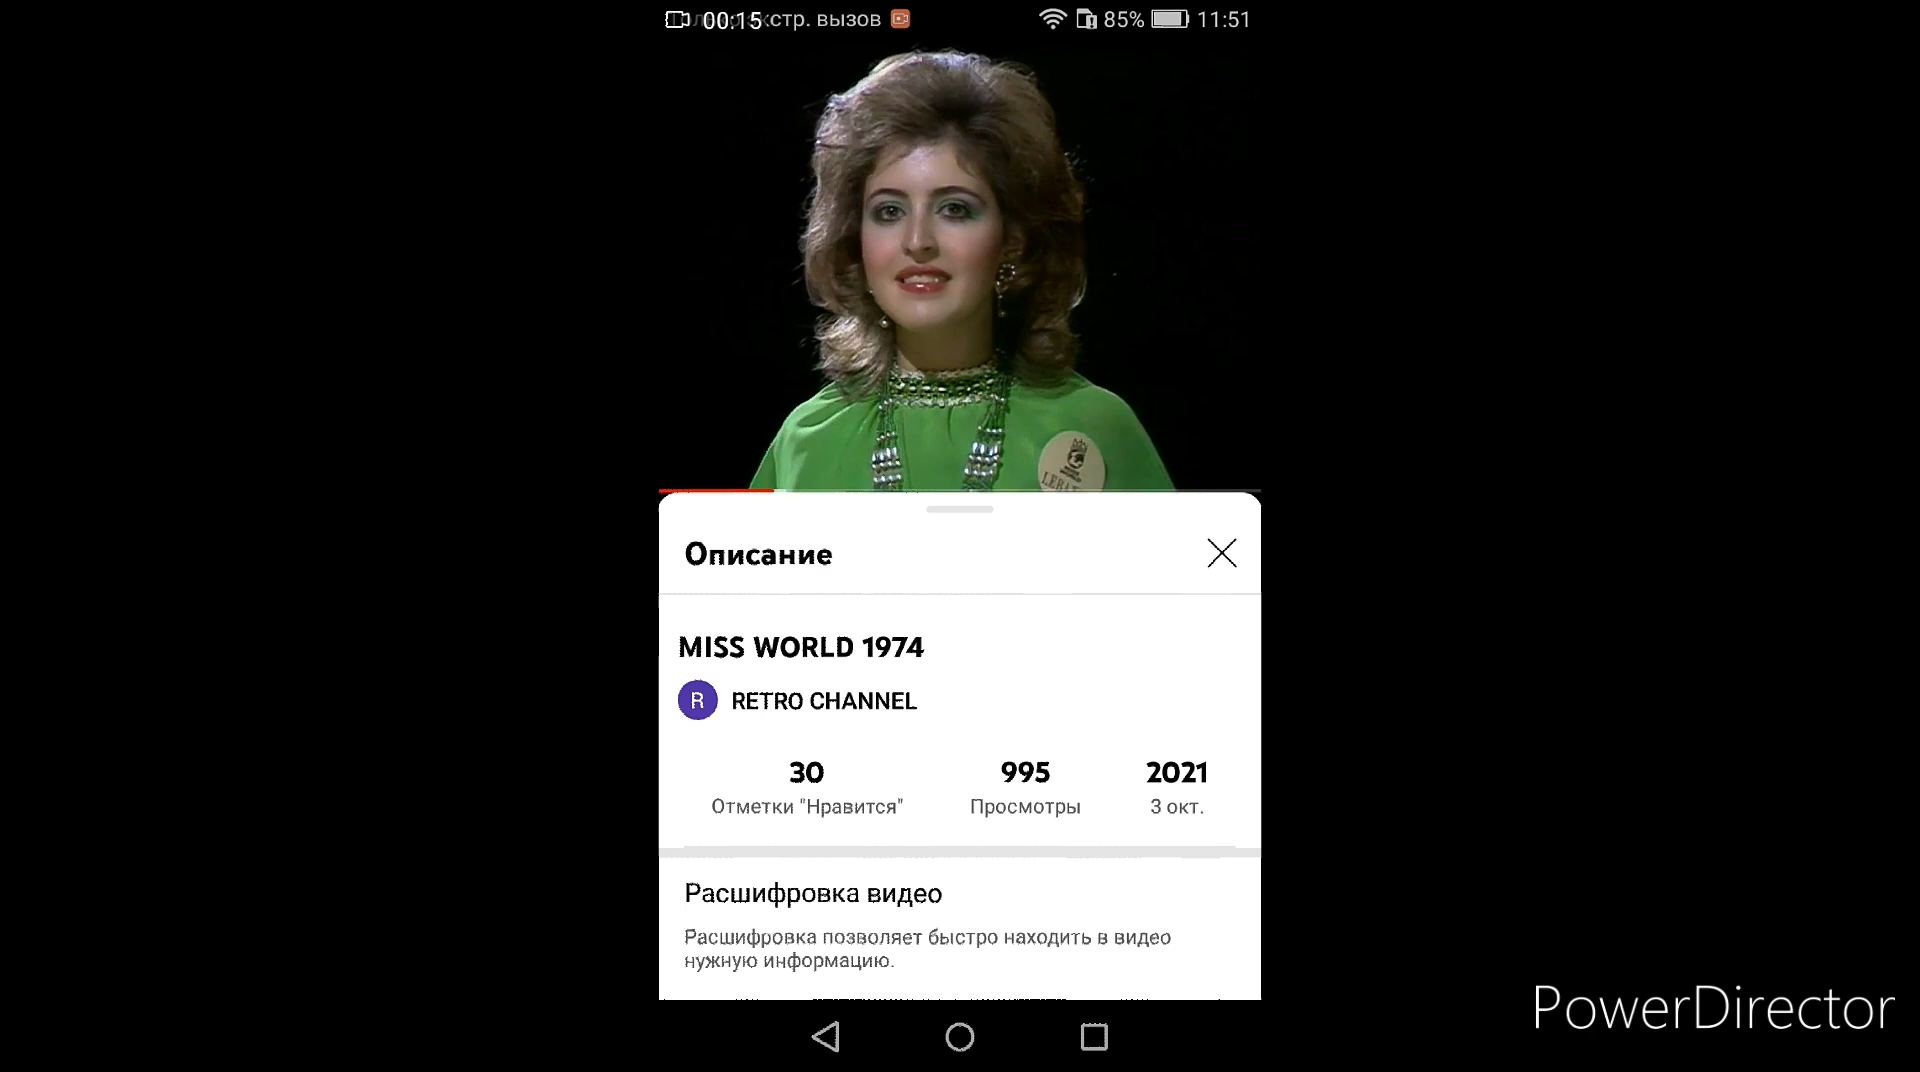 00:15 стр. вызов 85% 11:51
Описание
MISS WORLD 1974
R RETRO CHANNEL
30 995 2021
Отметки "Нравится" Просмотры 3 окт.
Расшифровка видео
Расшифровка позволяет быстро находить в видео
нужную информацию.
PowerDirector